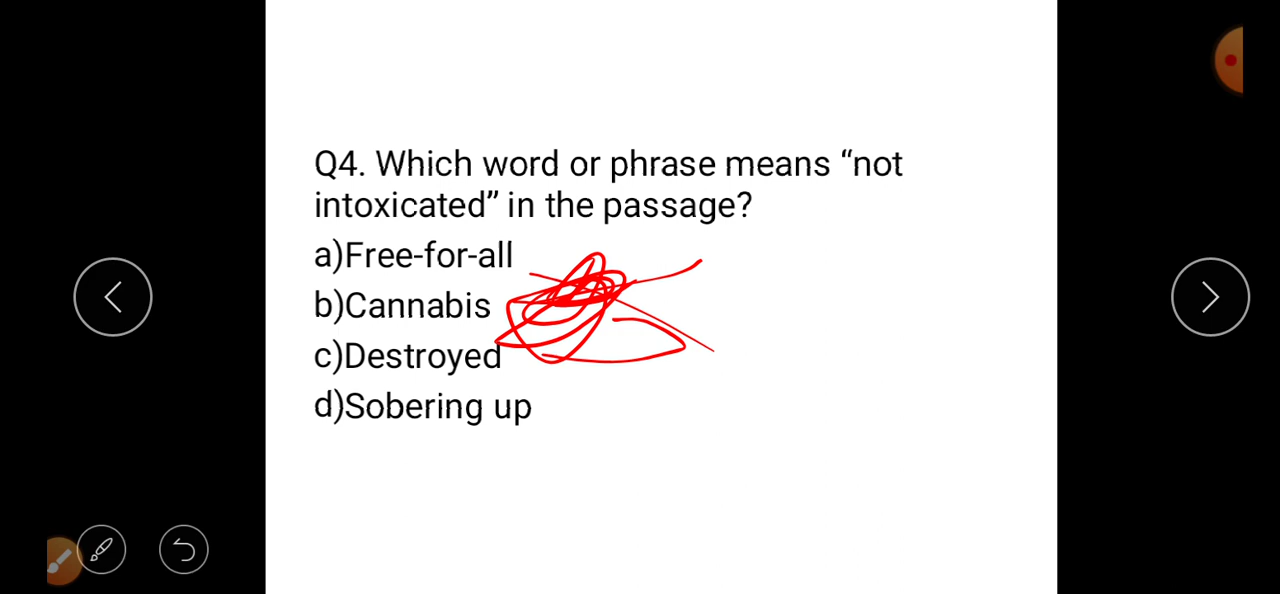 Q4. Which word or phrase means “not
intoxicated” in the passage?
a)Free-for-all
b)Cannabis
c)Destroyed
d)Sobering up